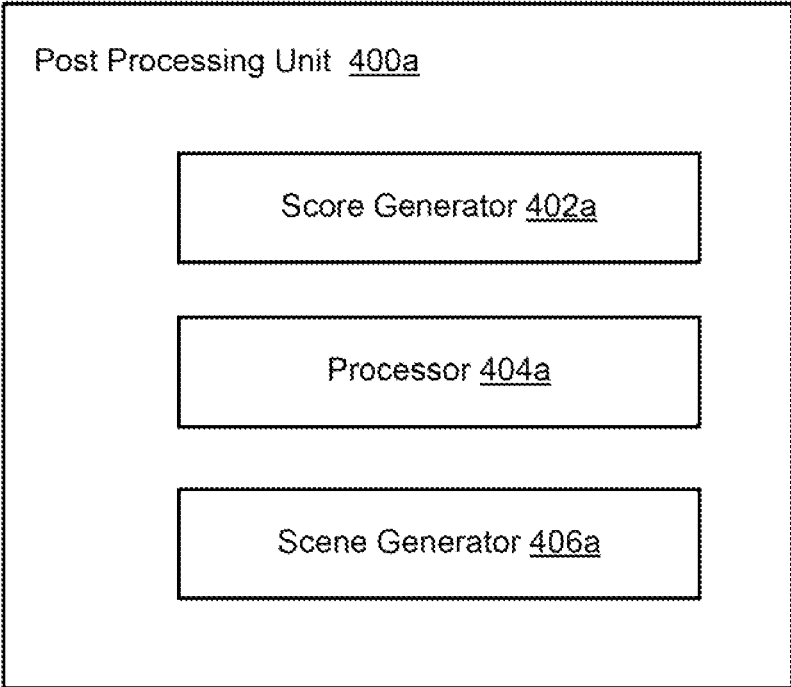 Post Processing Unit 400a
Score Generator 402a
Processor 404a
Scene Generator 406a